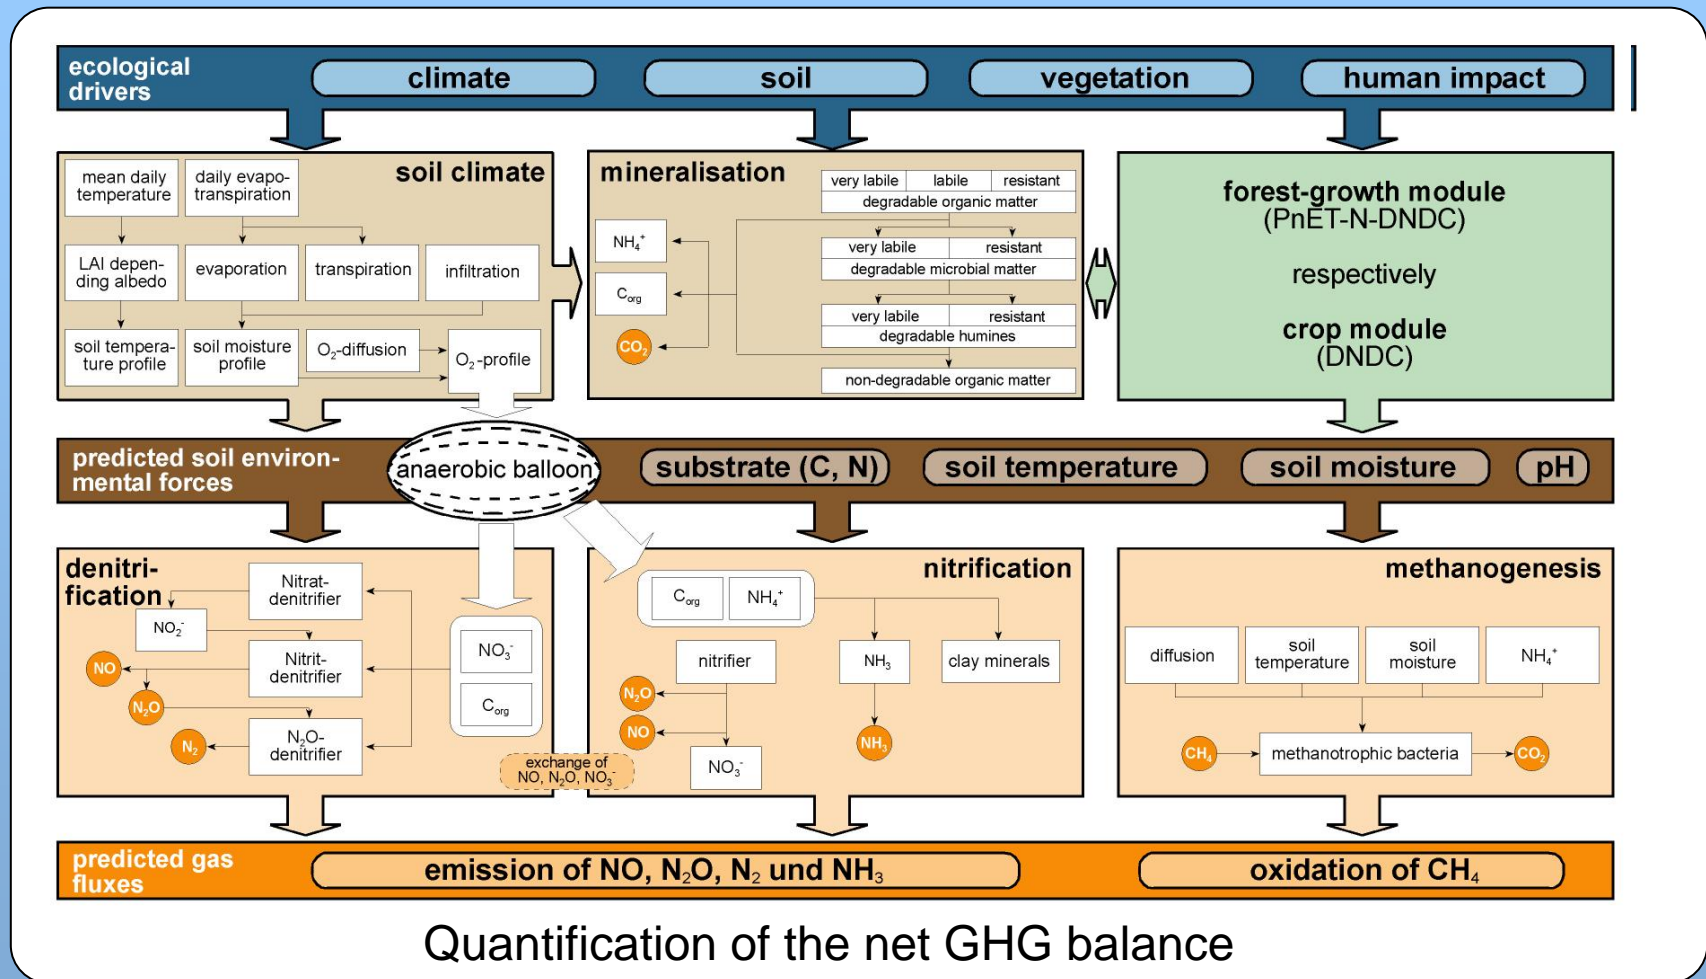 ecological
drivers
climate
soil
vegetation
human impact
soil climate
mean daily
temperature
daily evapo-
transpiration
LAI depen-
ding albedo
evaporation
transpiration
infiltration
soil tempera-
ture profile
soil moisture
profile
O₂-diffusion
O₂-profile
mineralisation
very labile
labile
resistant
degradable organic matter
NH₄⁺
very labile
resistant
degradable microbial matter
C_org
very labile
resistant
degradable humines
CO₂
non-degradable organic matter
forest-growth module
(PnET-N-DNDC)
respectively
crop module
(DNDC)
predicted soil environ-
mental forces
anaerobic balloon
substrate (C, N)
soil temperature
soil moisture
pH
denitri-
fication
Nitrat-
denitrifier
NO₂⁻
NO
Nitrit-
denitrifier
N₂O
N₂
N₂O-
denitrifier
NO₃⁻
C_org
exchange of
NO, N₂O, NO₃⁻
nitrification
C_org
NH₄⁺
nitrifier
NH₃
clay minerals
N₂O
NO
NH₃
NO₃⁻
methanogenesis
diffusion
soil
temperature
soil
moisture
NH₄⁺
CH₄
methanotrophic bacteria
CO₂
predicted gas
fluxes
emission of NO, N₂O, N₂ und NH₃
oxidation of CH₄
Quantification of the net GHG balance